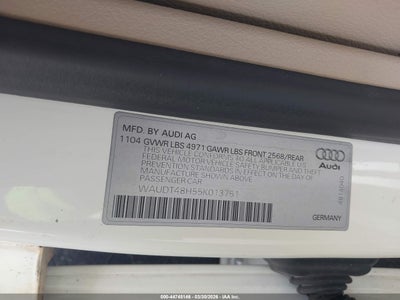 MFD. BY AUDI AG
1104 GVWR LBS 4971 GAWR LBS FRONT 2568/REAR
THIS VEHICLE CONFORMS TO ALL APPLICABLE US
FEDERAL MOTOR VEHICLE SAFETY BUMPER AND THEFT
PREVENTION STANDARDS IN EFFECT ON THE DATE OF
MANUFACTURE SHOWN ABOVE
PASSENGER CAR
Audi
GERMANY
000-44748148 - 03/30/2026 - IAA Inc.